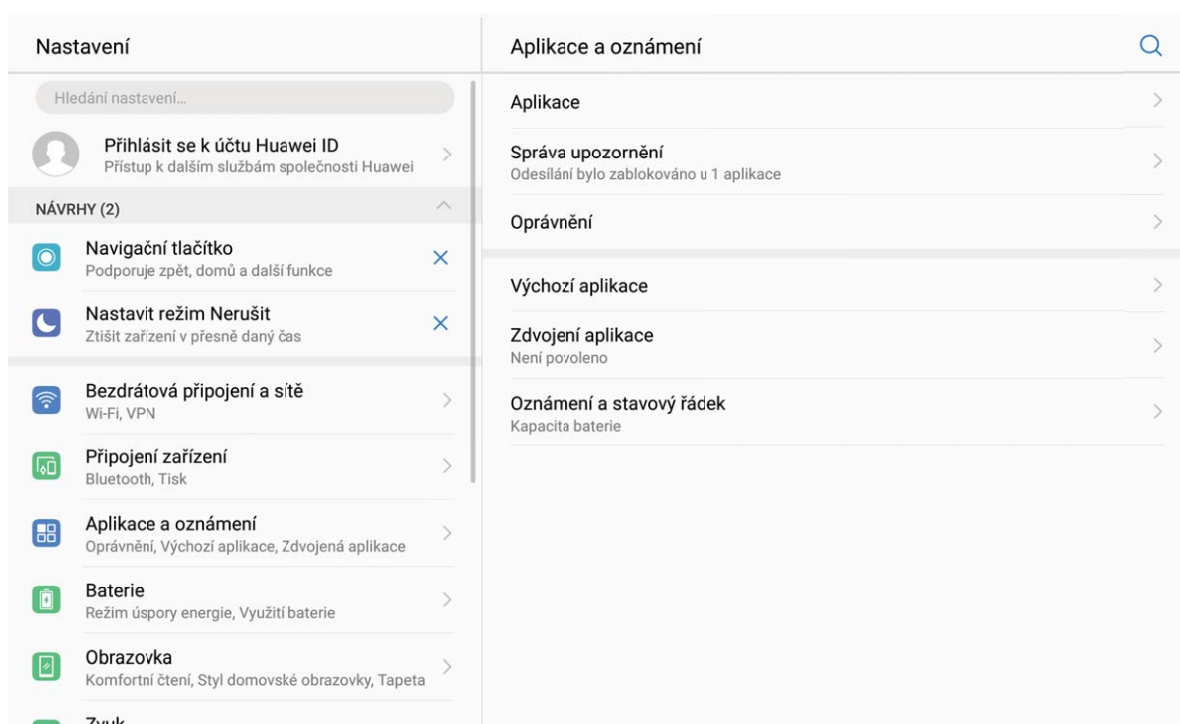 Nastavení
Hledání nastavení...
Přihlásit se k účtu Huawei ID
Přístup k dalším službám společnosti Huawei
NÁVRHY (2)
Navigační tlačítko
Podporuje zpět, domů a další funkce
Nastavit režim Nerušit
Ztišit zařízení v přesně daný čas
Bezdrátová připojení a sítě
Wi-Fi, VPN
Připojení zařízení
Bluetooth, Tisk
Aplikace a oznámení
Oprávnění, Výchozí aplikace, Zdvojená aplikace
Baterie
Režim úspory energie, Využití baterie
Obrazovka
Komfortní čtení, Styl domovské obrazovky, Tapeta
Zvuk
Aplikace a oznámení
Aplikace
Správa upozornění
Odesílání bylo zablokováno u 1 aplikace
Oprávnění
Výchozí aplikace
Zdvojení aplikace
Není povoleno
Oznámení a stavový řádek
Kapacita baterie